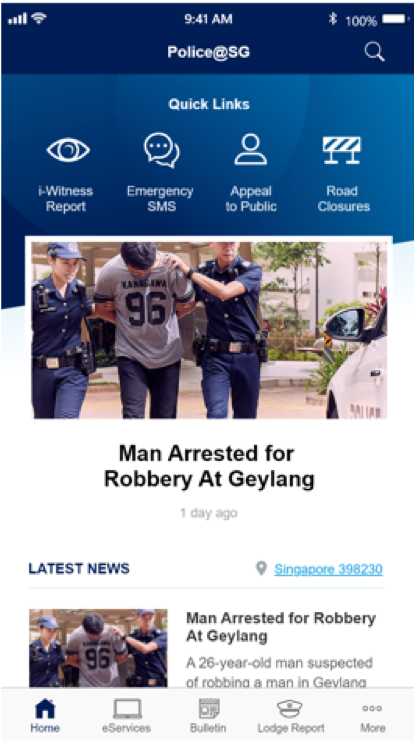 9:41 AM
100%
Police@SG
Quick Links
i-Witness
Report
Emergency
SMS
Appeal
to Public
Road
Closures
KANAGAWA
96
POLICE
Man Arrested for
Robbery At Geylang
1 day ago
LATEST NEWS
Singapore 398230
96
Man Arrested for Robbery
At Geylang
A 26-year-old man suspected
of robbing a man in Geylang
Home
eServices
Bulletin
Lodge Report
More